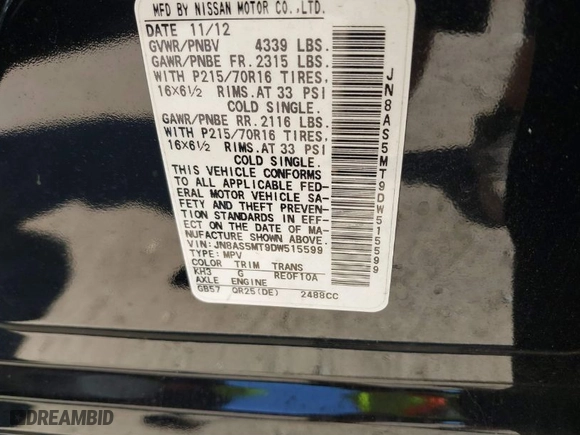 MFD BY NISSAN MOTOR CO.,LTD.
DATE 11/12
GVWR/PNBV 4339 LBS.
GAWR/PNBE FR. 2315 LBS.
WITH P215/70R16 TIRES,
16×6½ RIMS.AT 33 PSI
COLD SINGLE.
GAWR/PNBE RR. 2116 LBS.
WITH P215/70R16 TIRES,
16×6½ RIMS.AT 33 PSI
COLD SINGLE.
THIS VEHICLE CONFORMS
TO ALL APPLICABLE FED-
ERAL MOTOR VEHICLE SA-
FETY AND THEFT PREVEN-
TION STANDARDS IN EFF-
ECT ON THE DATE OF MA-
NUFACTURE SHOWN ABOVE.
VIN: JN8AS5MT9DW515599
TYPE: MPV
COLOR TRIM TRANS
KH3 G RE0F10A
AXLE ENGINE
GB57 QR25(DE) 2488CC
JN8AS5MT9DW515599
DREAMBID